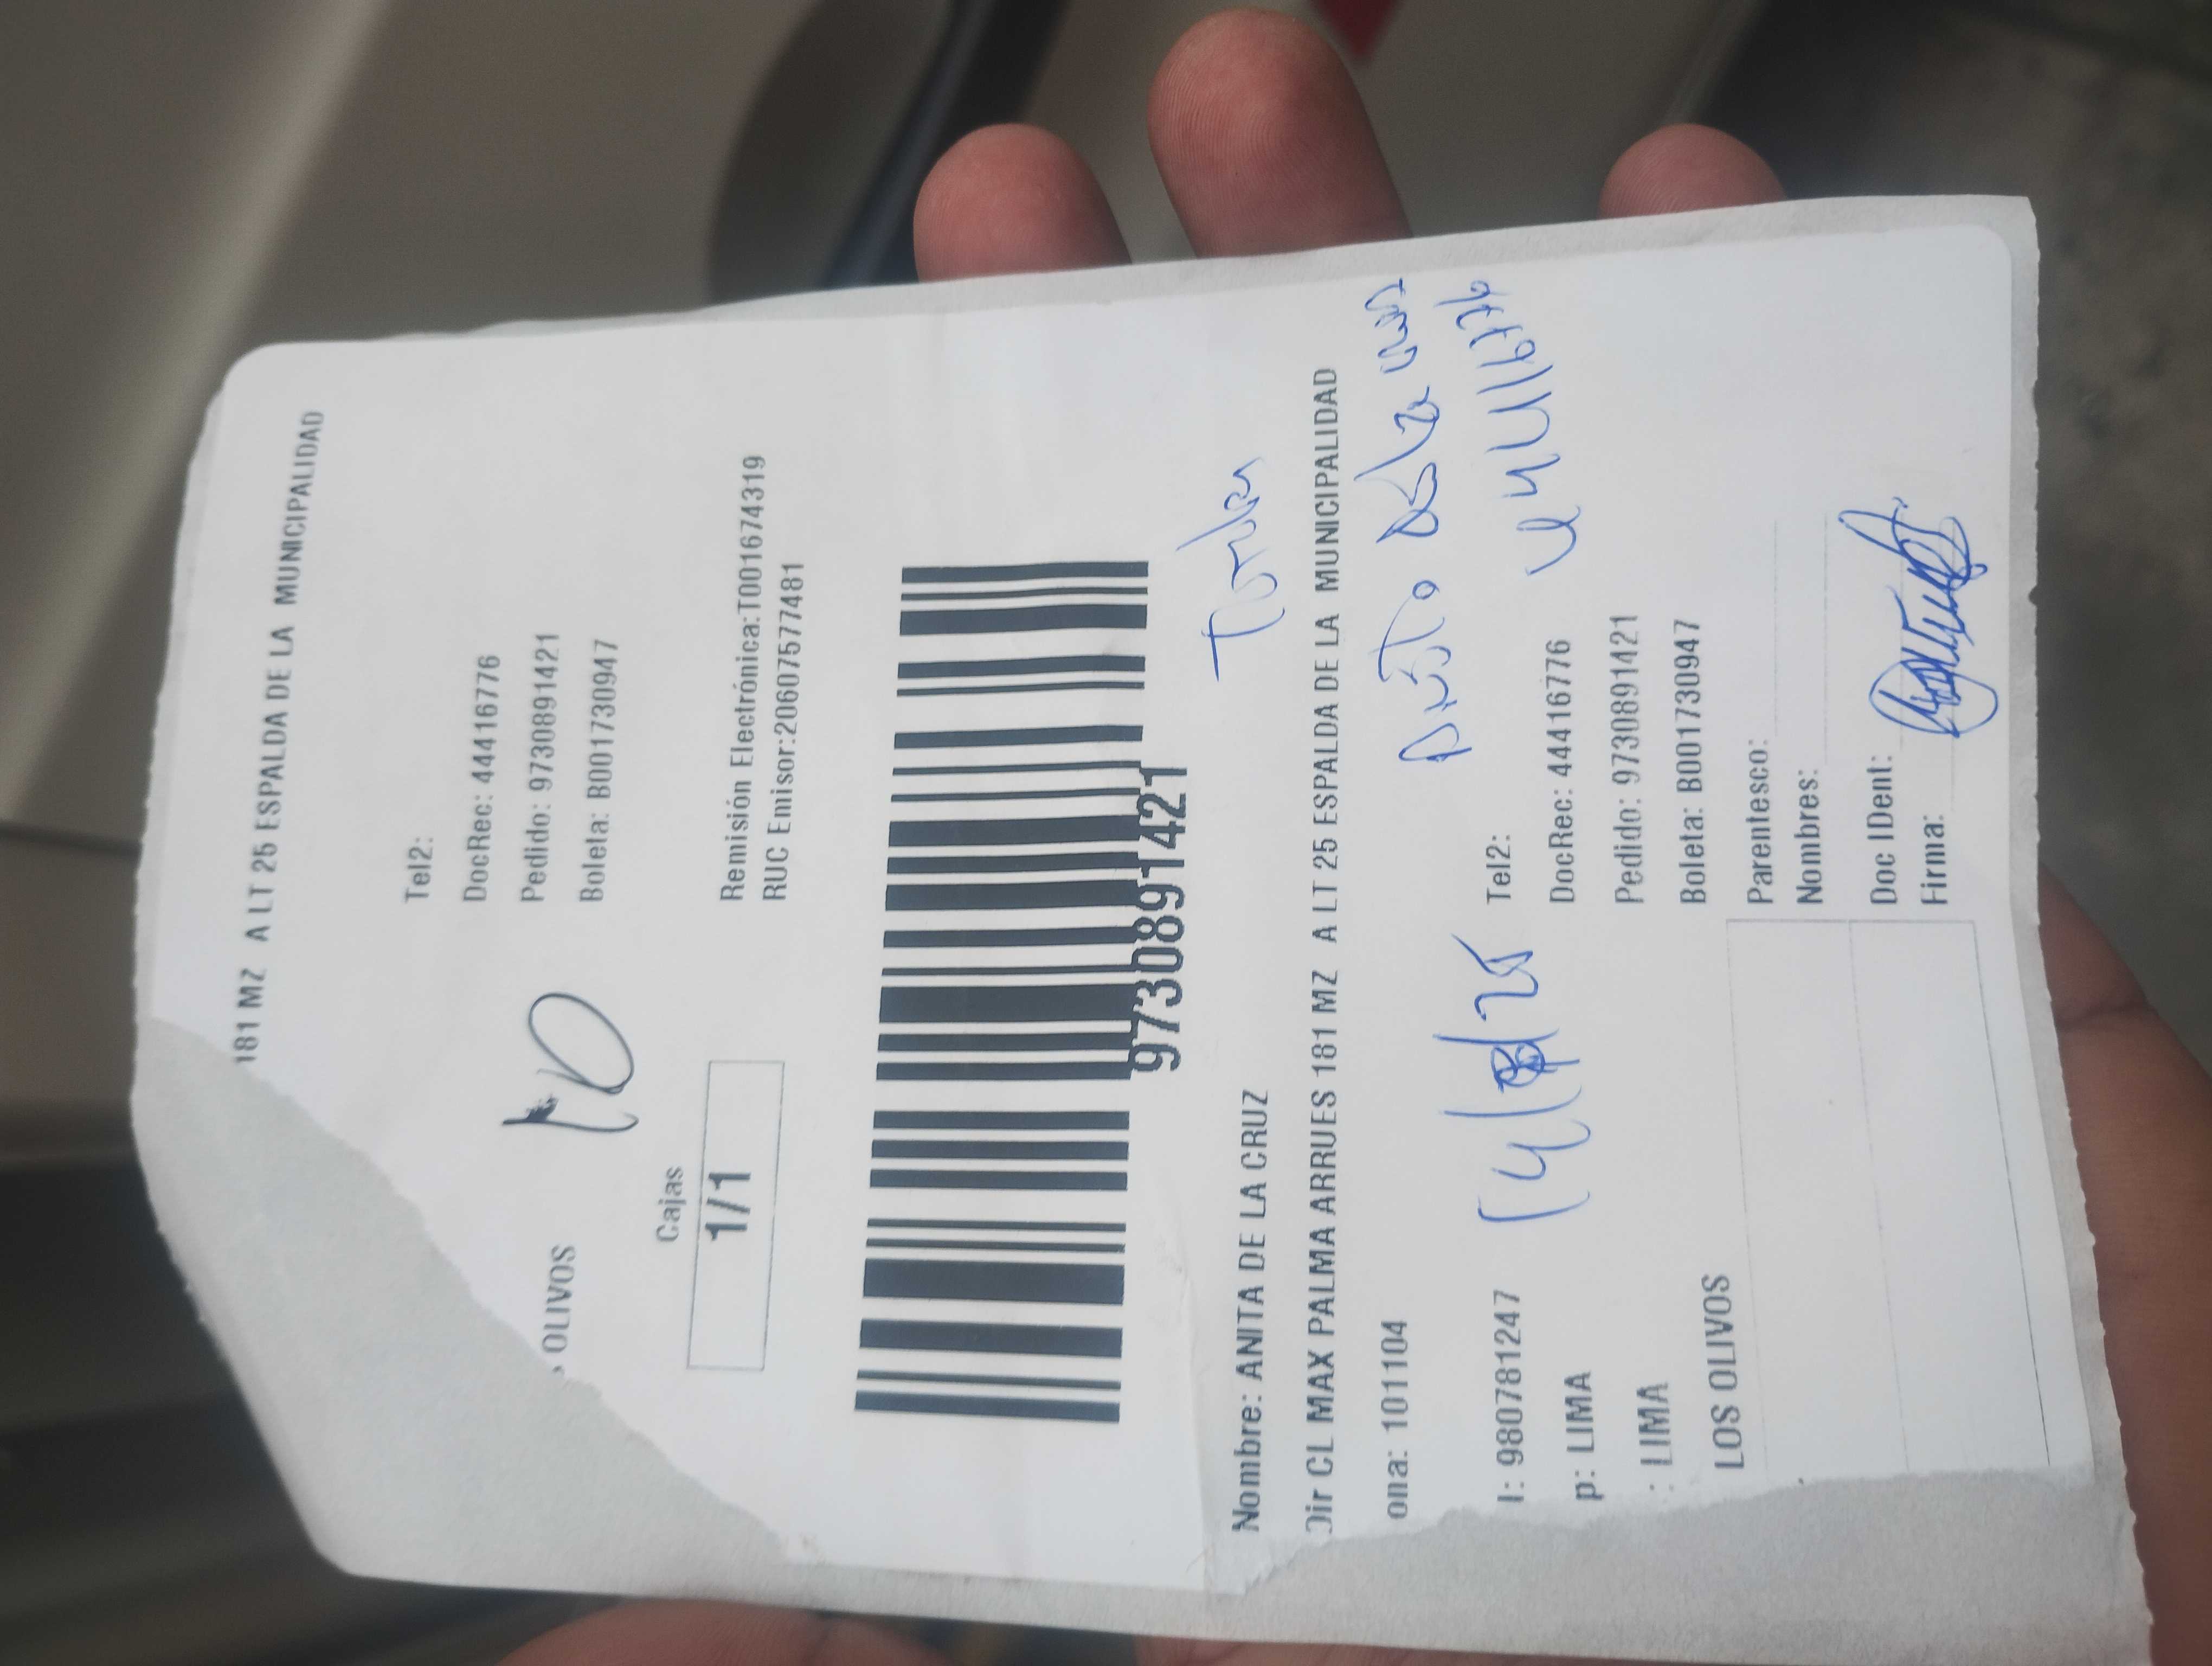 181 MZ A LT 25 ESPALDA DE LA MUNICIPALIDAD
Tel2:
DocRec: 44416776
Pedido: 9730891421
OLIVOS
Boleta: B001730947
10
Cajas
1/1
Remisión Electrónica:T001674319
RUC Emisor:20607577481
9730891421
Nombre: ANITA DE LA CRUZ
Dir CL MAX PALMA ARRUES 181 MZ A LT 25 ESPALDA DE LA MUNICIPALIDAD
ona: 101104
l: 980781247
Tel2:
44416776
p: LIMA
DocRec: 44416776
: LIMA
Pedido: 9730891421
LOS OLIVOS
Boleta: B001730947
Parentesco:
Nombres:
Doc IDent:
Firma: